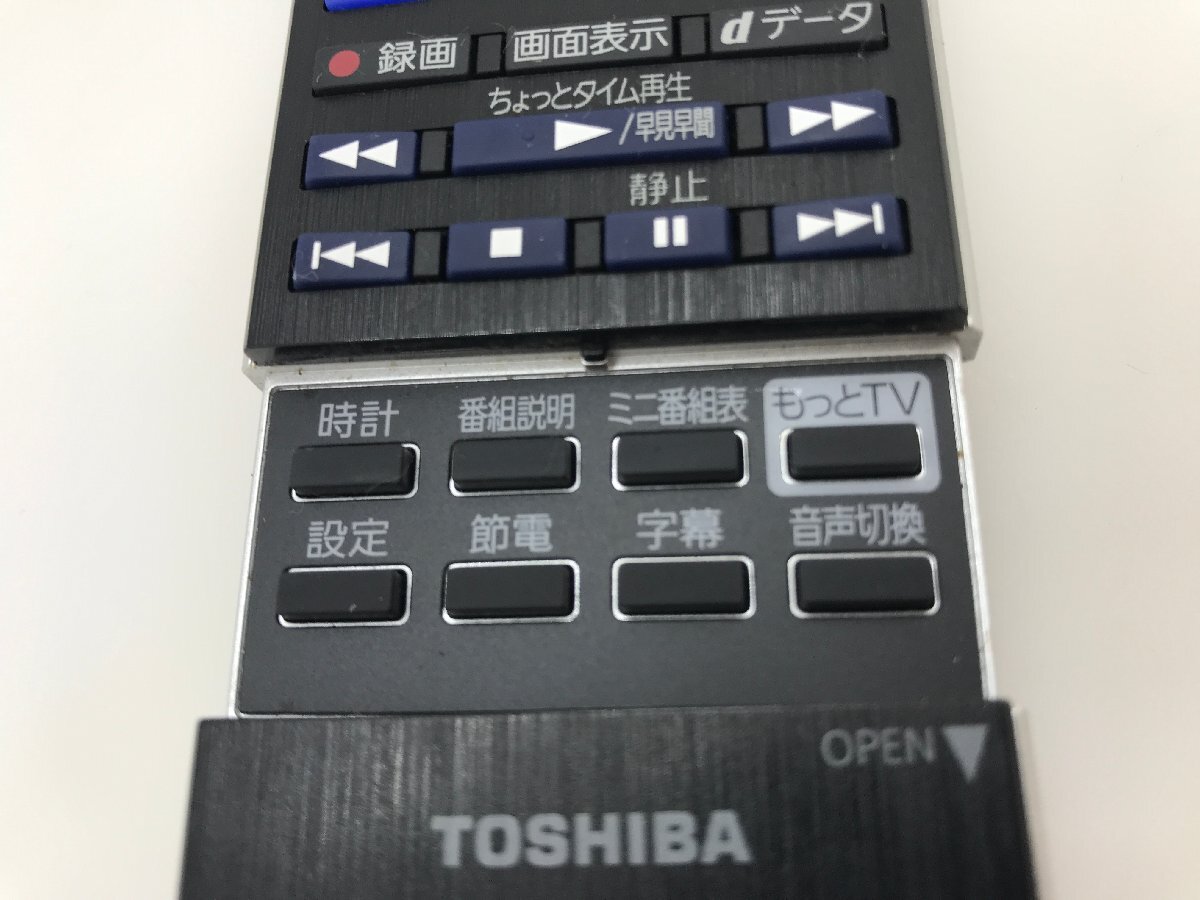 録画 画面表示 dデータ
ちょっとタイム再生
/早見早聞
静止
時計 番組説明 ミニ番組表 もっとTV
設定 節電 字幕 音声切換
OPEN
TOSHIBA